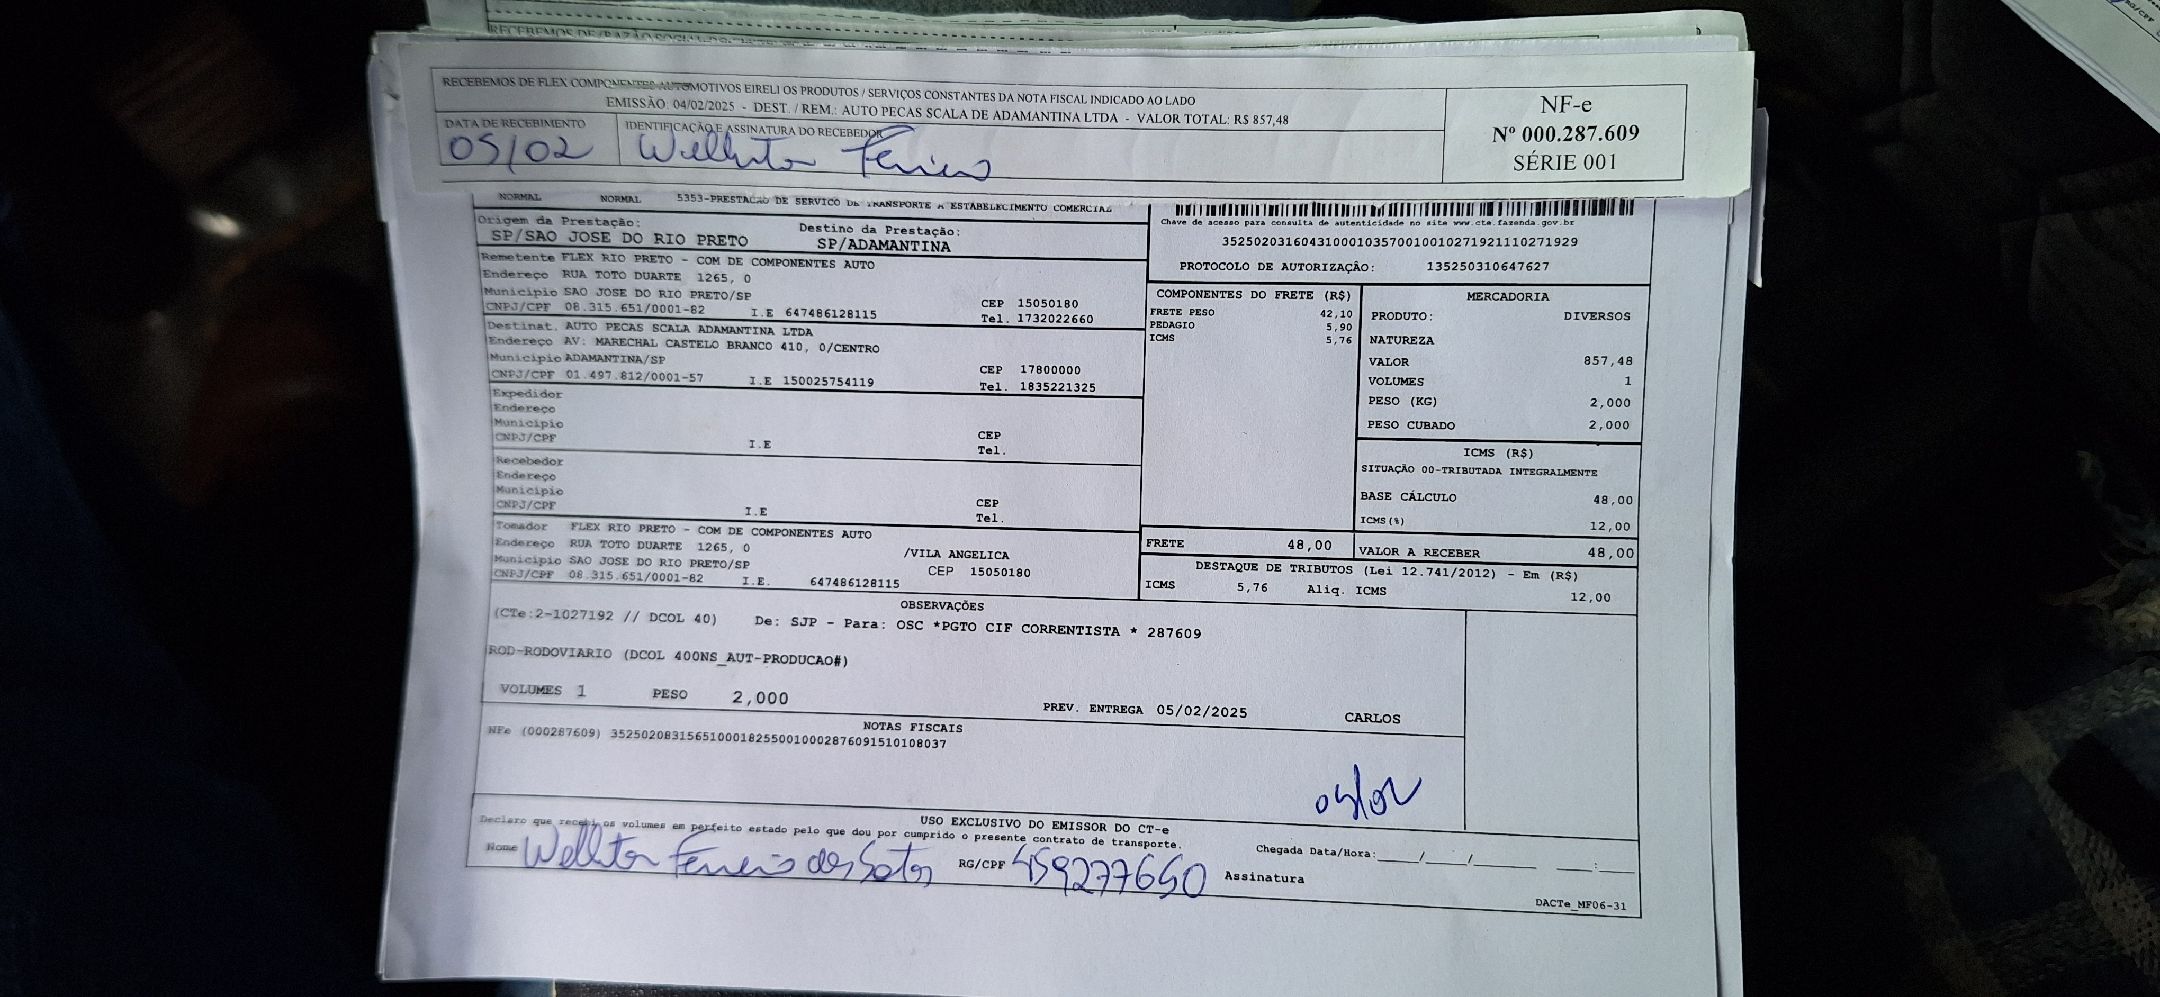 RECEBEMOS DE FLEX COMPONENTES AUTOMOTIVOS EIRELI OS PRODUTOS / SERVIÇOS CONSTANTES DA NOTA FISCAL INDICADO AO LADO
EMISSÃO: 04/02/2025 - DEST. / REM.: AUTO PECAS SCALA DE ADAMANTINA LTDA - VALOR TOTAL: R$ 857,48
DATA DE RECEBIMENTO
05/02
IDENTIFICAÇÃO E ASSINATURA DO RECEBEDOR
NF-e
Nº 000.287.609
SÉRIE 001
NORMAL NORMAL 5353-PRESTACAO DE SERVICO DE TRANSPORTE A ESTABELECIMENTO COMERCIAL
Origem da Prestação:
SP/SAO JOSE DO RIO PRETO
Destino da Prestação:
SP/ADAMANTINA
Chave de acesso para consulta de autenticidade no site www.cte.fazenda.gov.br
35250203160431000103570010010271921110271929
PROTOCOLO DE AUTORIZAÇÃO: 135250310647627
Remetente FLEX RIO PRETO - COM DE COMPONENTES AUTO
Endereço RUA TOTO DUARTE 1265, 0
Município SAO JOSE DO RIO PRETO/SP CEP 15050180
CNPJ/CPF 08.315.651/0001-82 I.E 647486128115 Tel. 1732022660
Destinat. AUTO PECAS SCALA ADAMANTINA LTDA
Endereço AV: MARECHAL CASTELO BRANCO 410, 0/CENTRO
Município ADAMANTINA/SP CEP 17800000
CNPJ/CPF 01.497.812/0001-57 I.E 150025754119 Tel. 1835221325
Expedidor
Endereço
Município CEP
CNPJ/CPF I.E Tel.
Recebedor
Endereço
Município CEP
CNPJ/CPF I.E Tel.
Tomador FLEX RIO PRETO - COM DE COMPONENTES AUTO
Endereço RUA TOTO DUARTE 1265, 0 /VILA ANGELICA
Município SAO JOSE DO RIO PRETO/SP CEP 15050180
CNPJ/CPF 08.315.651/0001-82 I.E. 647486128115
COMPONENTES DO FRETE (R$)
FRETE PESO 42,10
PEDAGIO 5,90
ICMS 5,76
MERCADORIA
PRODUTO: DIVERSOS
NATUREZA
VALOR 857,48
VOLUMES 1
PESO (KG) 2,000
PESO CUBADO 2,000
ICMS (R$)
SITUAÇÃO 00-TRIBUTADA INTEGRALMENTE
BASE CÁLCULO 48,00
ICMS(%) 12,00
FRETE 48,00 VALOR A RECEBER 48,00
DESTAQUE DE TRIBUTOS (Lei 12.741/2012) - Em (R$)
ICMS 5,76 Aliq. ICMS 12,00
OBSERVAÇÕES
(CTe:2-1027192 // DCOL 40) De: SJP - Para: OSC *PGTO CIF CORRENTISTA * 287609
ROD-RODOVIARIO (DCOL 400NS_AUT-PRODUCAO#)
VOLUMES 1 PESO 2,000 PREV. ENTREGA 05/02/2025 CARLOS
NOTAS FISCAIS
NFe (000287609) 35250208315651000182550010002876091510108037
05/02
USO EXCLUSIVO DO EMISSOR DO CT-e
Declaro que recebi os volumes em perfeito estado pelo que dou por cumprido o presente contrato de transporte.
Nome
RG/CPF 459277650
Chegada Data/Hora:____/____/________ ____:____
Assinatura
DACTe_MF06-31